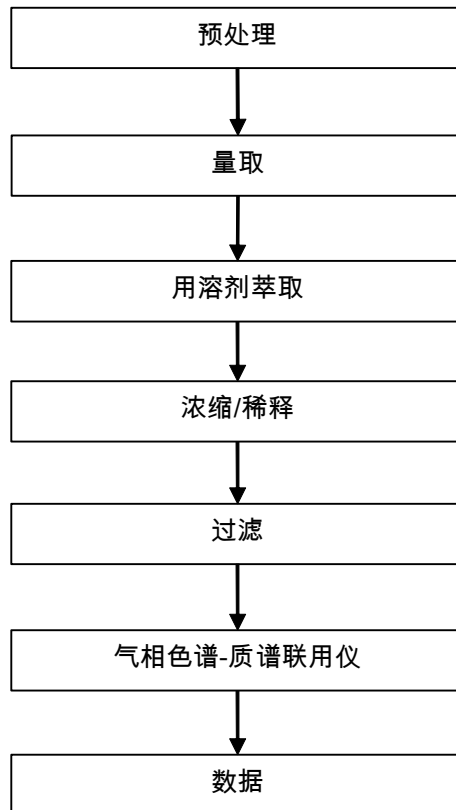 预处理
量取
用溶剂萃取
浓缩/稀释
过滤
气相色谱-质谱联用仪
数据